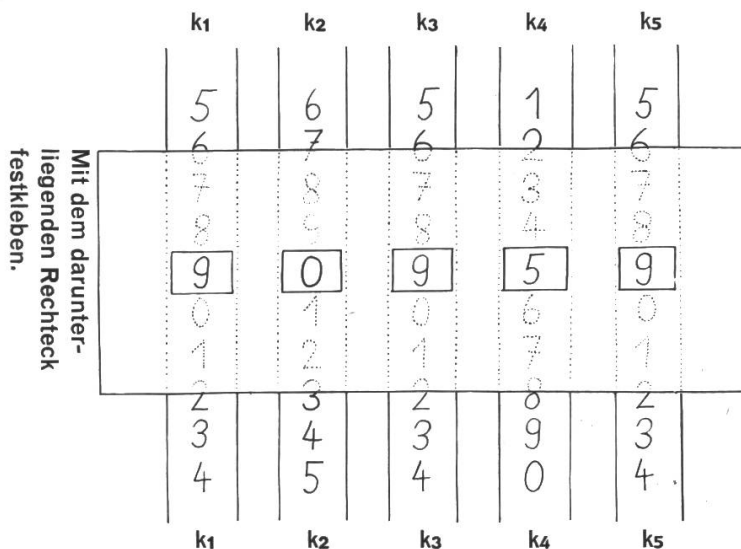 k1 k2 k3 k4 k5
5 6 5 1 5
6 7 6 2 6
7 8 7 3 7
8 9 8 4 8
9 0 9 5 9
0 1 0 6 0
1 2 1 7 1
2 3 2 8 2
3 4 3 9 3
4 5 4 0 4
k1 k2 k3 k4 k5
Mit dem darunter-
liegenden Rechteck
festkleben.